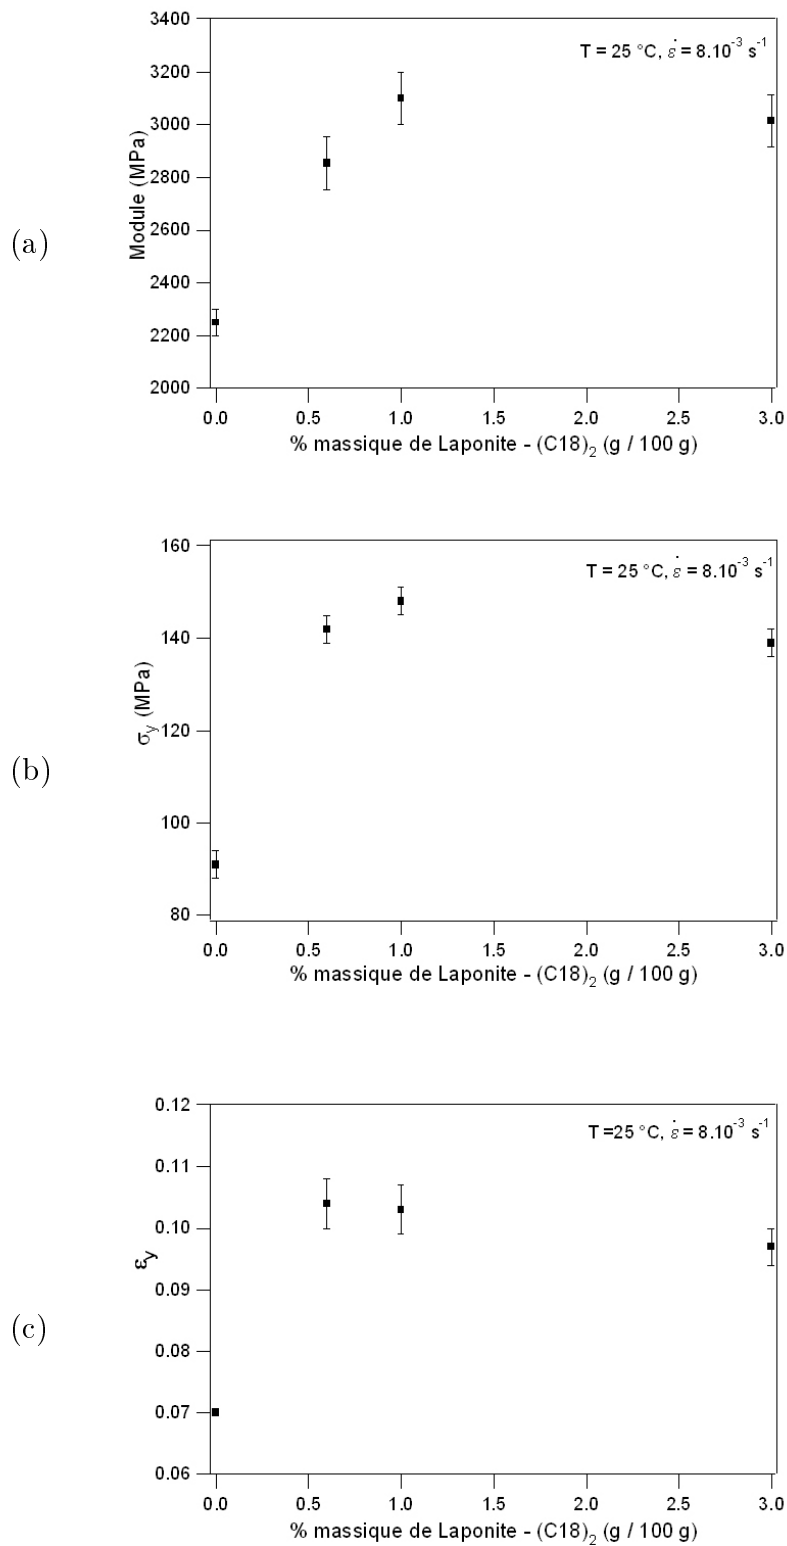 (a)
3400
3200
3000
2800
2600
2400
2200
2000
Module (MPa)
T = 25 °C, ε̇ = 8.10⁻³ s⁻¹
0.0 0.5 1.0 1.5 2.0 2.5 3.0
% massique de Laponite - (C18)₂ (g / 100 g)
(b)
160
140
120
100
80
σy (MPa)
T = 25 °C, ε̇ = 8.10⁻³ s⁻¹
0.0 0.5 1.0 1.5 2.0 2.5 3.0
% massique de Laponite - (C18)₂ (g / 100 g)
(c)
0.12
0.11
0.10
0.09
0.08
0.07
0.06
εy
T =25 °C, ε̇ = 8.10⁻³ s⁻¹
0.0 0.5 1.0 1.5 2.0 2.5 3.0
% massique de Laponite - (C18)₂ (g / 100 g)